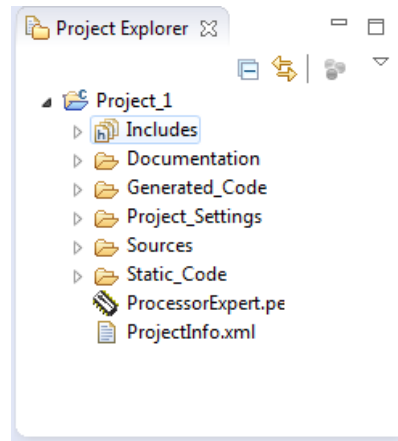 Project Explorer
Project_1
Includes
Documentation
Generated_Code
Project_Settings
Sources
Static_Code
ProcessorExpert.pe
ProjectInfo.xml